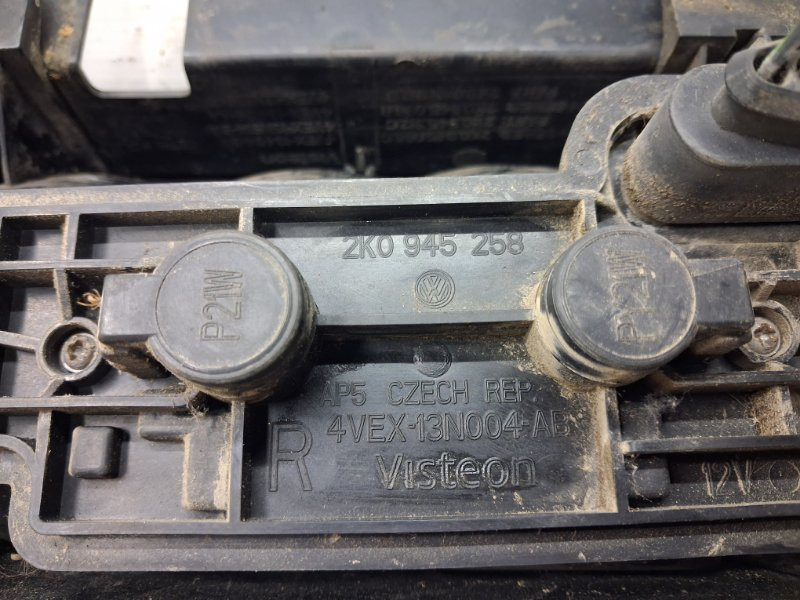 2K0 945 258
P21W
P21W
AP5 CZECH REP
4VEX-13N004-AB
R
Visteon
12V